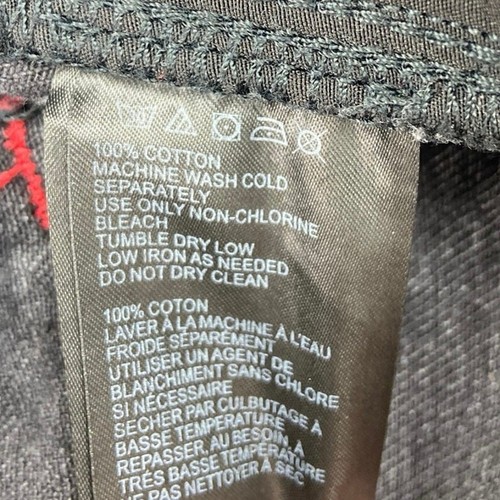 100% COTTON
MACHINE WASH COLD
SEPARATELY
USE ONLY NON-CHLORINE
BLEACH
TUMBLE DRY LOW
LOW IRON AS NEEDED
DO NOT DRY CLEAN
100% COTON
LAVER À LA MACHINE À L'EAU
FROIDE SÉPARÉMENT
UTILISER UN AGENT DE
BLANCHIMENT SANS CHLORE
SI NÉCESSAIRE
SECHER PAR CULBUTAGE À
BASSE TEMPÉRATURE
REPASSER, AU BESOIN, À
TRÈS BASSE TEMPÉRATURE
NE PAS NETTOYER À SEC